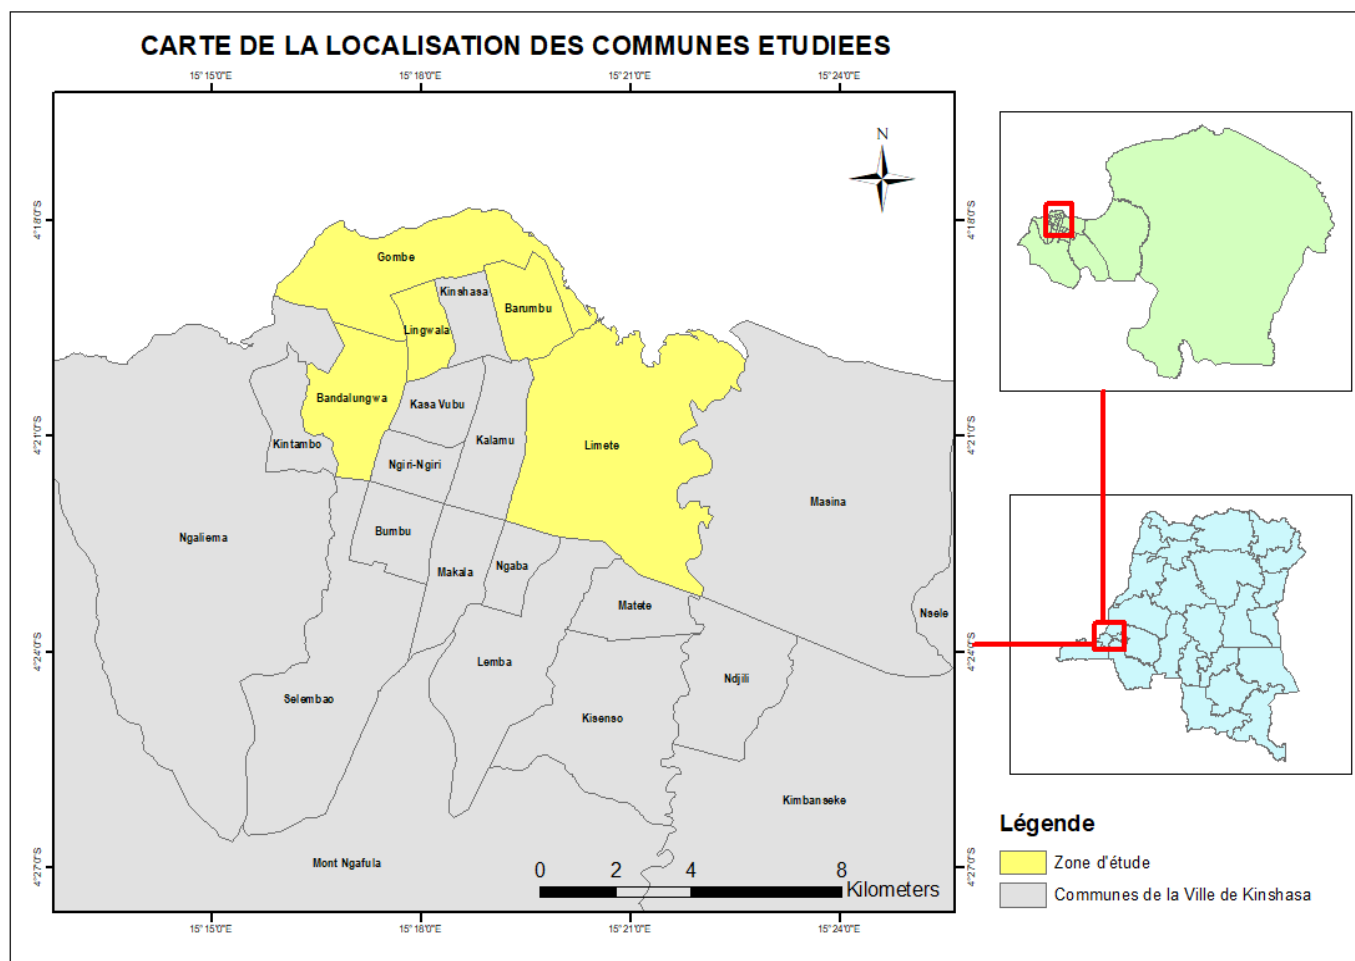 CARTE DE LA LOCALISATION DES COMMUNES ETUDIEES
15°15'0"E 15°18'0"E 15°21'0"E 15°24'0"E
N
4°18'0"S 4°18'0"S
Gombe
Kinshasa
Barumbu
Lingwala
Bandalungwa
Kasa Vubu
4°21'0"S 4°21'0"S
Kintambo
Kalamu
Limete
Ngiri-Ngiri
Masina
Ngaliema
Bumbu
Makala
Ngaba
Matete
Nsele
4°24'0"S 4°24'0"S
Lemba
Ndjili
Selembao
Kisenso
Kimbanseke
Mont Ngafula
4°27'0"S 4°27'0"S
0 2 4 8
Kilometers
15°15'0"E 15°18'0"E 15°21'0"E 15°24'0"E
Légende
Zone d'étude
Communes de la Ville de Kinshasa